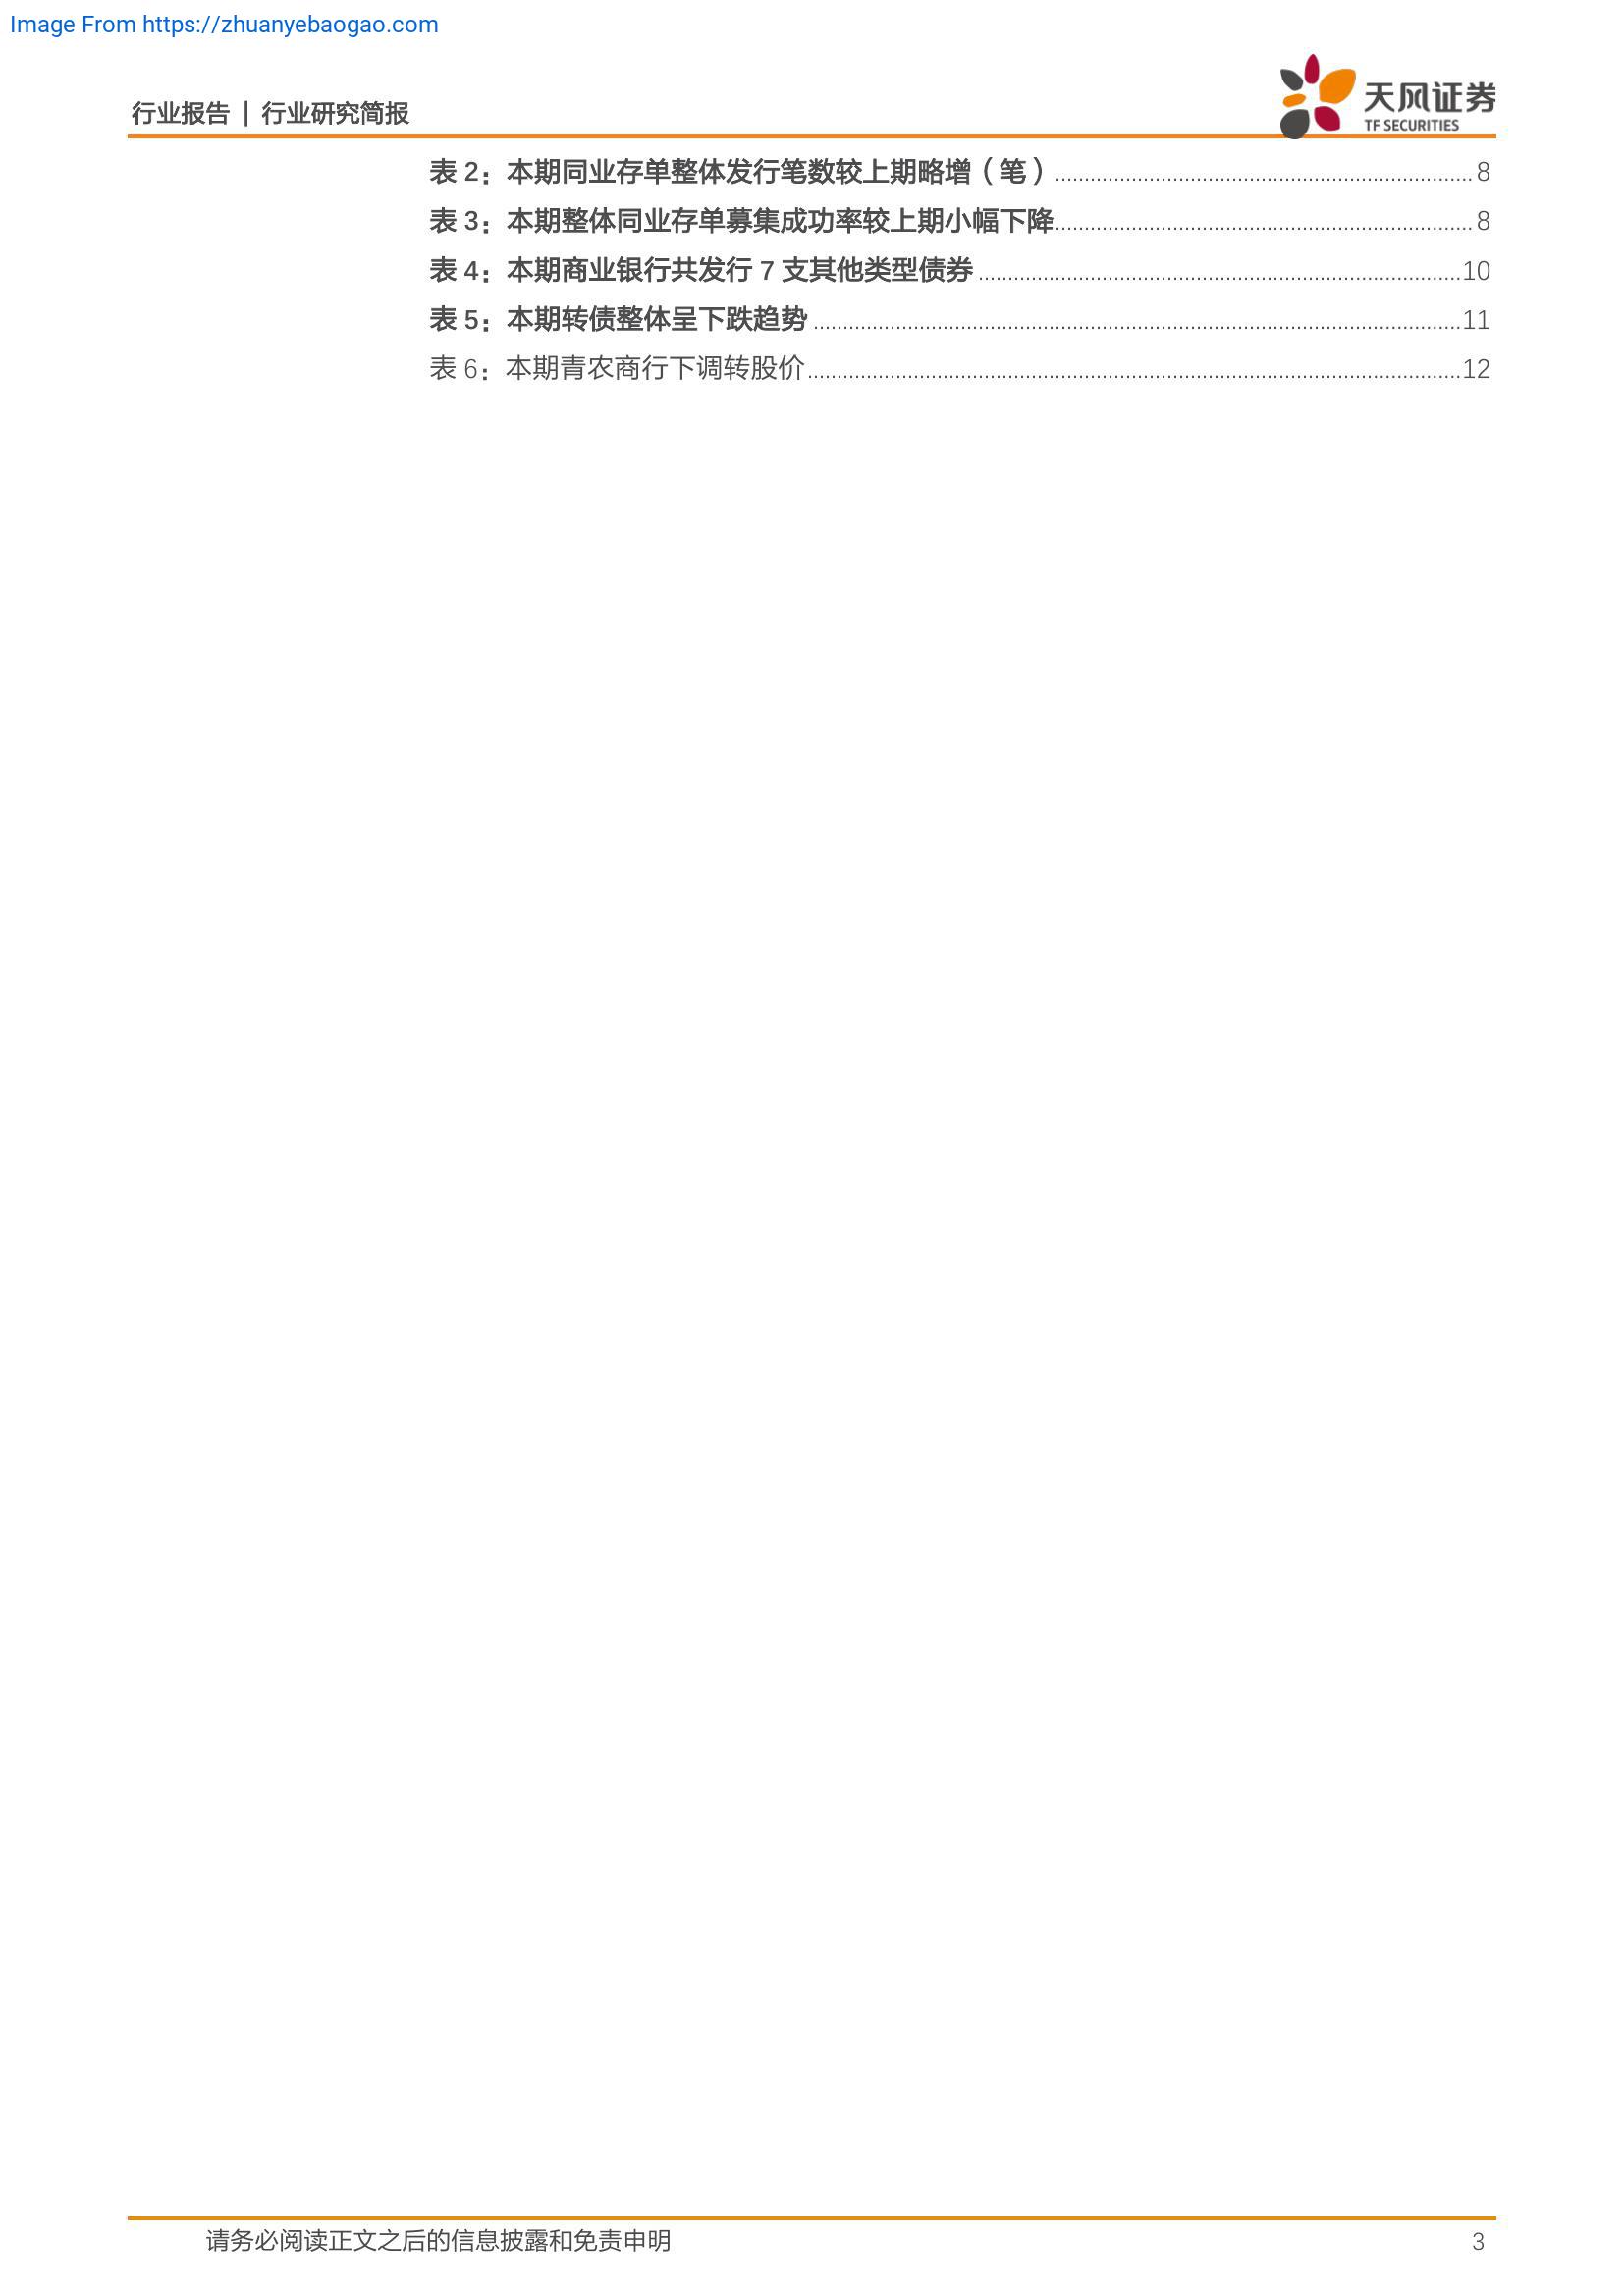 Image From https://zhuanyebaogao.com
行业报告 | 行业研究简报
天风证券
TF SECURITIES
表 2：本期同业存单整体发行笔数较上期略增（笔）........................................8
表 3：本期整体同业存单募集成功率较上期小幅下降........................................8
表 4：本期商业银行共发行 7 支其他类型债券........................................10
表 5：本期转债整体呈下跌趋势........................................11
表 6：本期青农商行下调转股价........................................12
请务必阅读正文之后的信息披露和免责申明 3